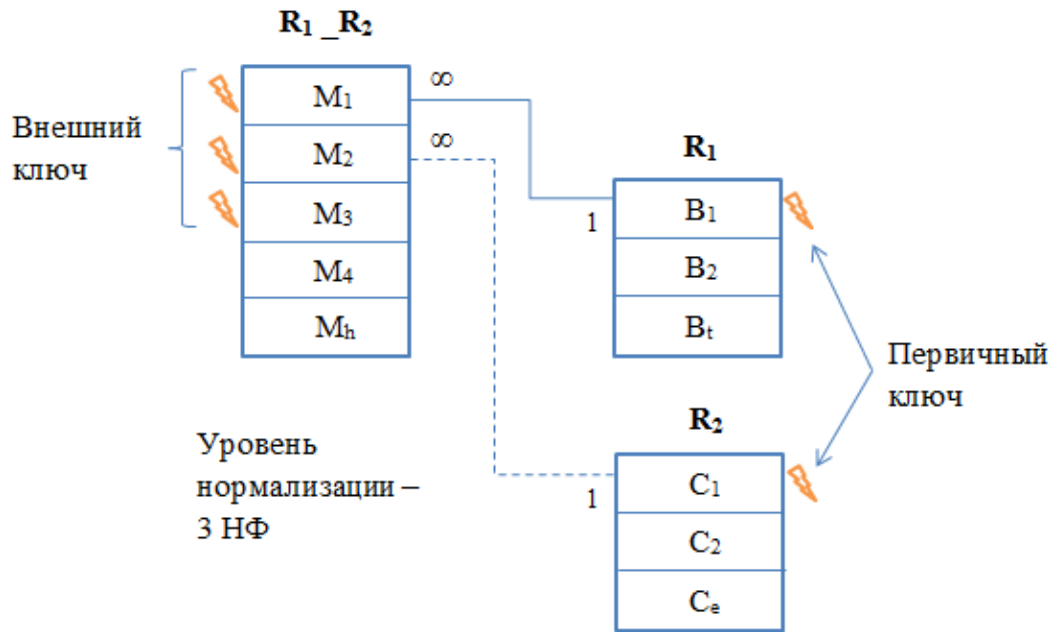 R₁ _R₂
Внешний
ключ
M₁
M₂
M₃
M₄
Mₕ
∞
∞
R₁
1
B₁
B₂
Bₜ
Первичный
ключ
R₂
1
C₁
C₂
Cₑ
Уровень
нормализации –
3 НФ